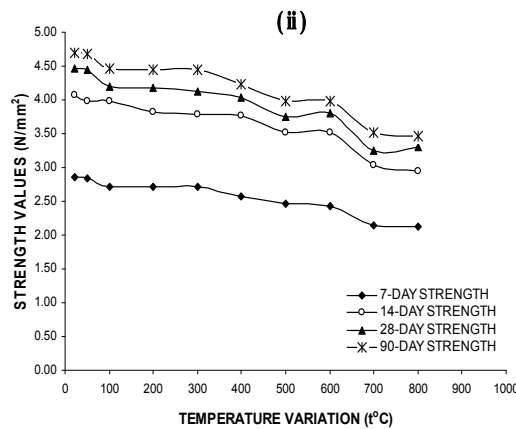 (ii)
STRENGTH VALUES (N/mm²)
5.00
4.50
4.00
3.50
3.00
2.50
2.00
1.50
1.00
0.50
0.00
7-DAY STRENGTH
14-DAY STRENGTH
28-DAY STRENGTH
90-DAY STRENGTH
0 100 200 300 400 500 600 700 800 900 1000
TEMPERATURE VARIATION (t°C)